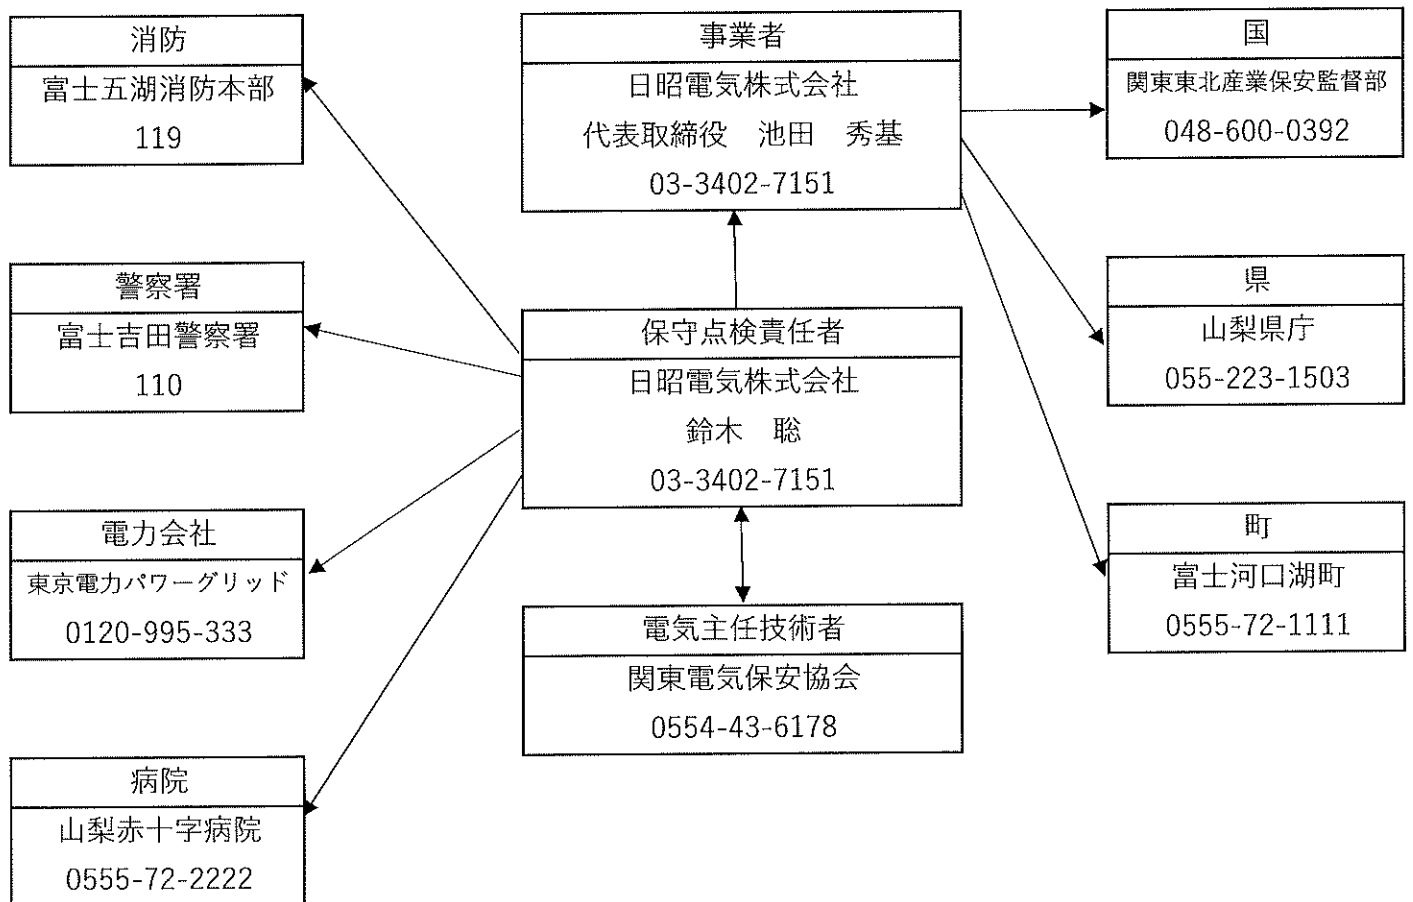 消防
富士五湖消防本部
119
警察署
富士吉田警察署
110
電力会社
東京電力パワーグリッド
0120-995-333
病院
山梨赤十字病院
0555-72-2222
事業者
日昭電気株式会社
代表取締役　池田　秀基
03-3402-7151
保守点検責任者
日昭電気株式会社
鈴木　聡
03-3402-7151
電気主任技術者
関東電気保安協会
0554-43-6178
国
関東東北産業保安監督部
048-600-0392
県
山梨県庁
055-223-1503
町
富士河口湖町
0555-72-1111